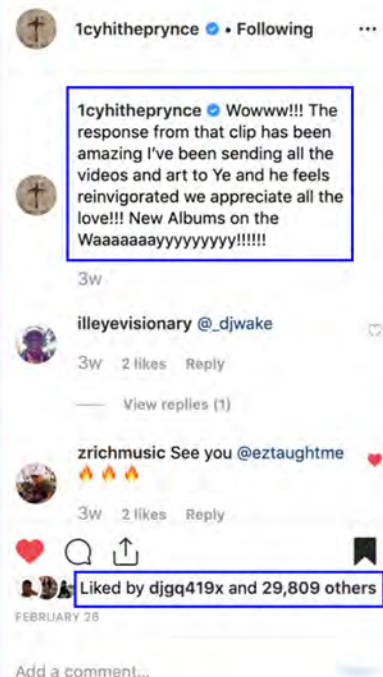 1cyhitheprynce • Following
1cyhitheprynce Wowww!!! The
response from that clip has been
amazing I've been sending all the
videos and art to Ye and he feels
reinvigorated we appreciate all the
love!!! New Albums on the
Waaaaaaayyyyyyyyy!!!!!!
3w
illeyevisionary @_djwake
3w 2 likes Reply
View replies (1)
zrichmusic See you @eztaughtme
🔥🔥🔥
3w 2 likes Reply
Liked by djgq419x and 29,809 others
FEBRUARY 26
Add a comment...